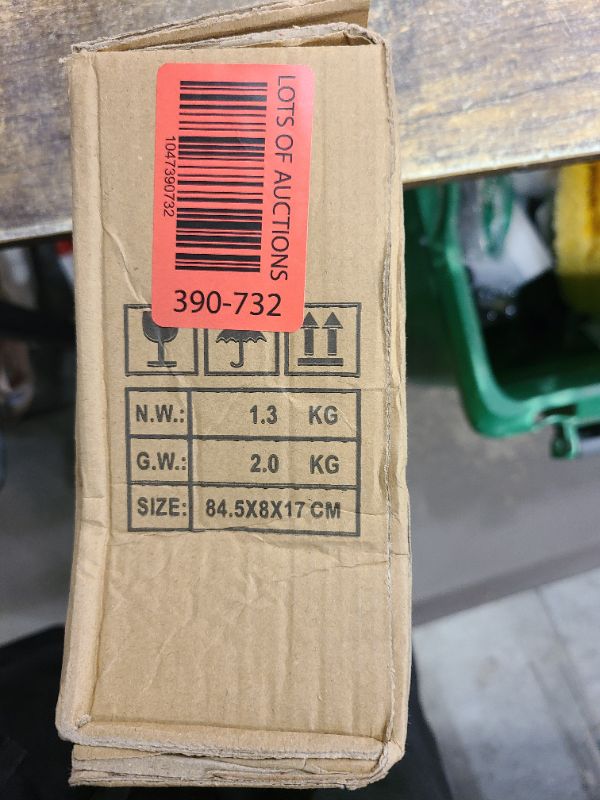 LOTS OF AUCTIONS
1047390732
390-732
N.W.: 1.3 KG
G.W.: 2.0 KG
SIZE: 84.5X8X17 CM